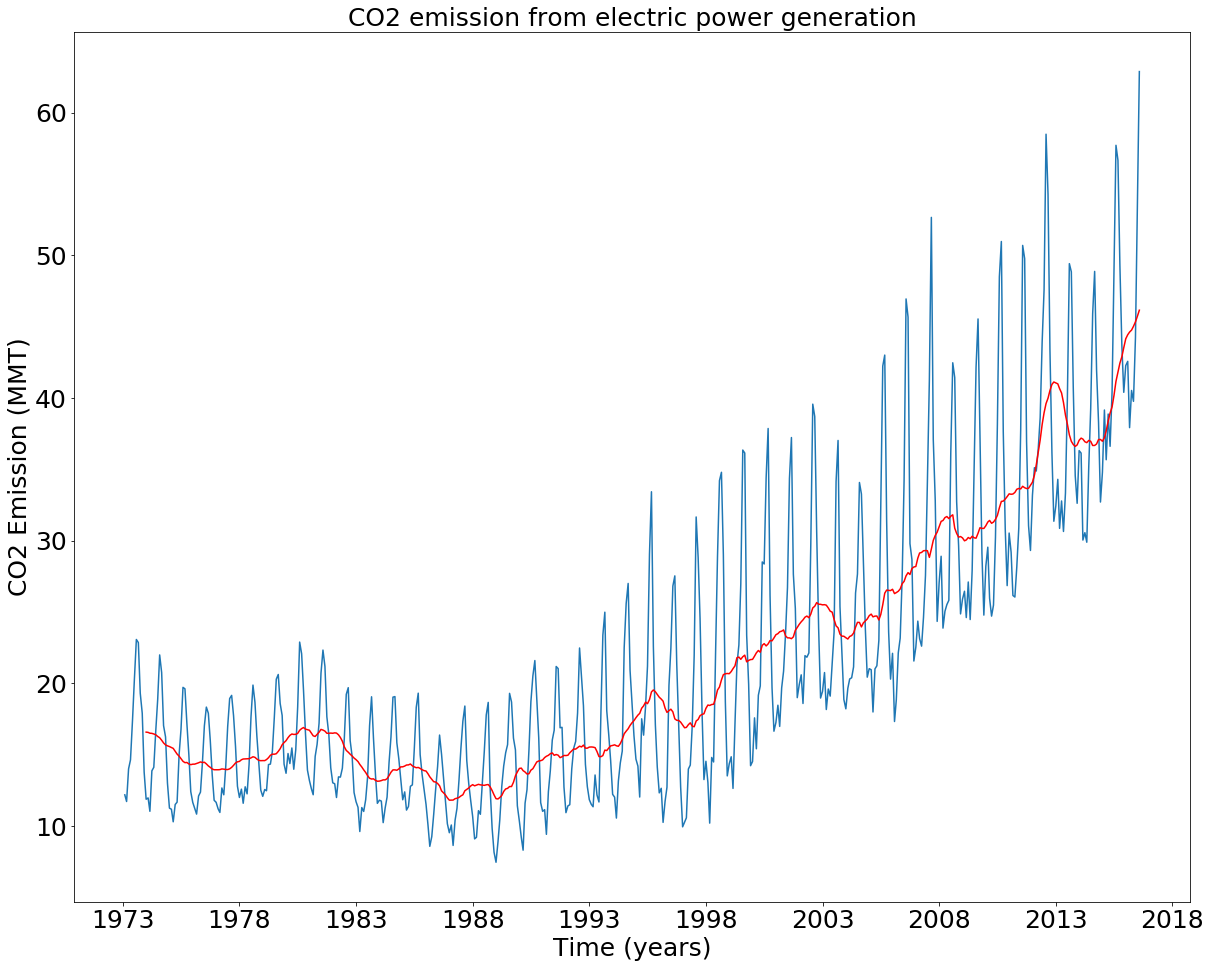 CO2 emission from electric power generation
CO2 Emission (MMT)
60
50
40
30
20
10
1973 1978 1983 1988 1993 1998 2003 2008 2013 2018
Time (years)